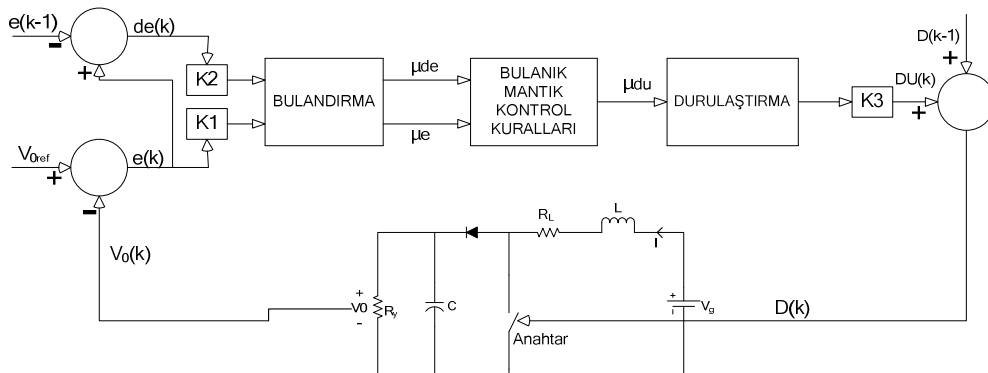 e(k-1)
-
+
de(k)
K2
K1
V0ref
+
-
e(k)
BULANDIRMA
µde
µe
BULANIK
MANTIK
KONTROL
KURALLARI
µdu
DURULAŞTIRMA
K3
DU(k)
+
D(k-1)
+
V0(k)
+
V0
-
Ry
C
RL
L
I
Anahtar
+
-
Vg
D(k)